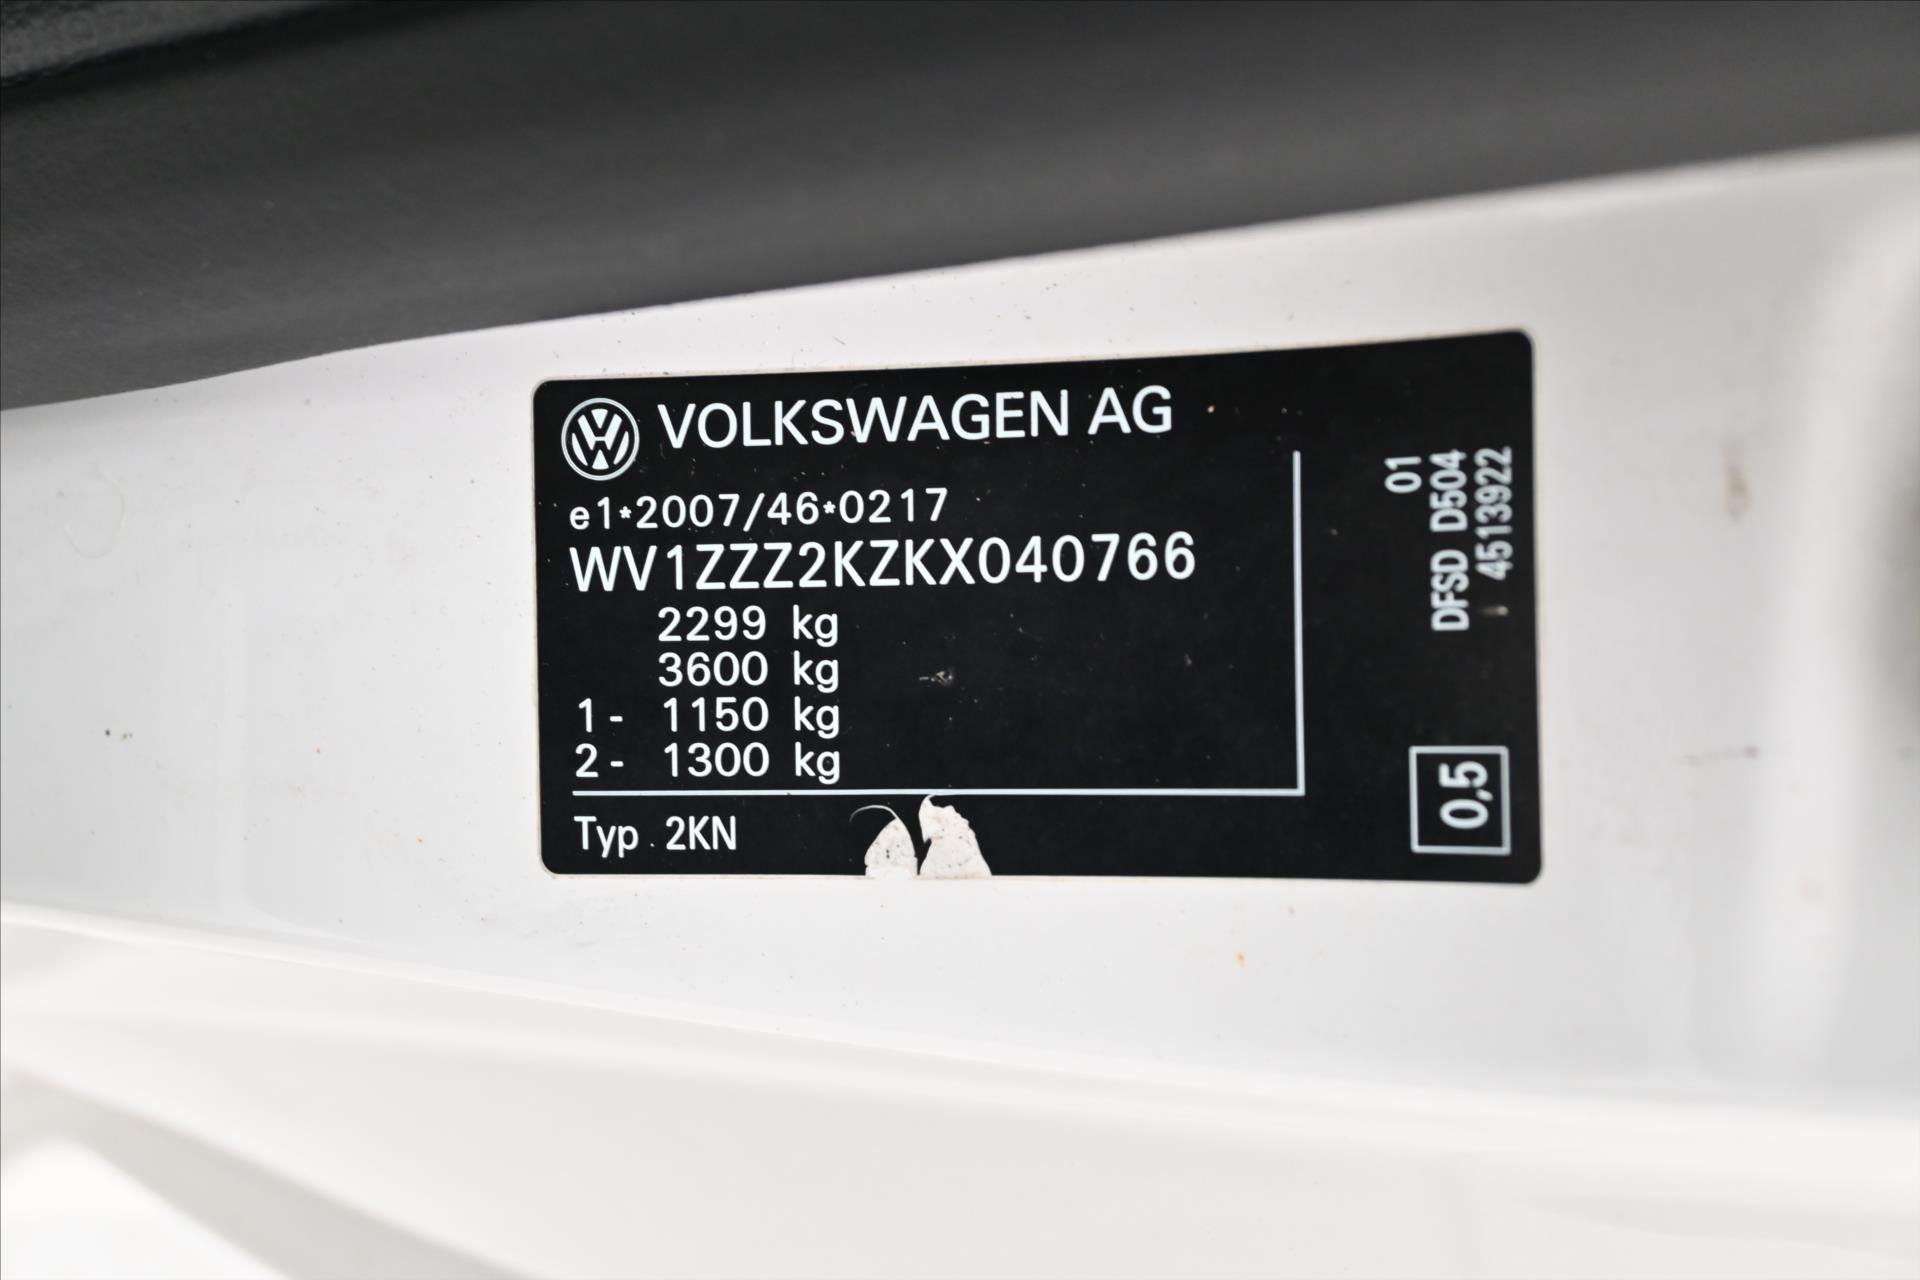 VOLKSWAGEN AG
e1*2007/46*0217
WV1ZZZ2KZKX040766
2299 kg
3600 kg
1- 1150 kg
2- 1300 kg
Typ 2KN
01
DFSD D504
4513922
0,5